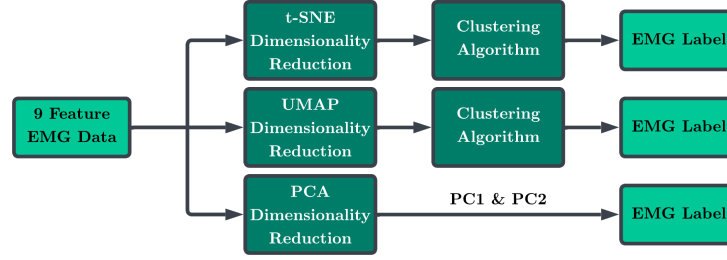 t-SNE
Dimensionality
Reduction
Clustering
Algorithm
EMG Label
9 Feature
EMG Data
UMAP
Dimensionality
Reduction
Clustering
Algorithm
EMG Label
PCA
Dimensionality
Reduction
PC1 & PC2
EMG Label